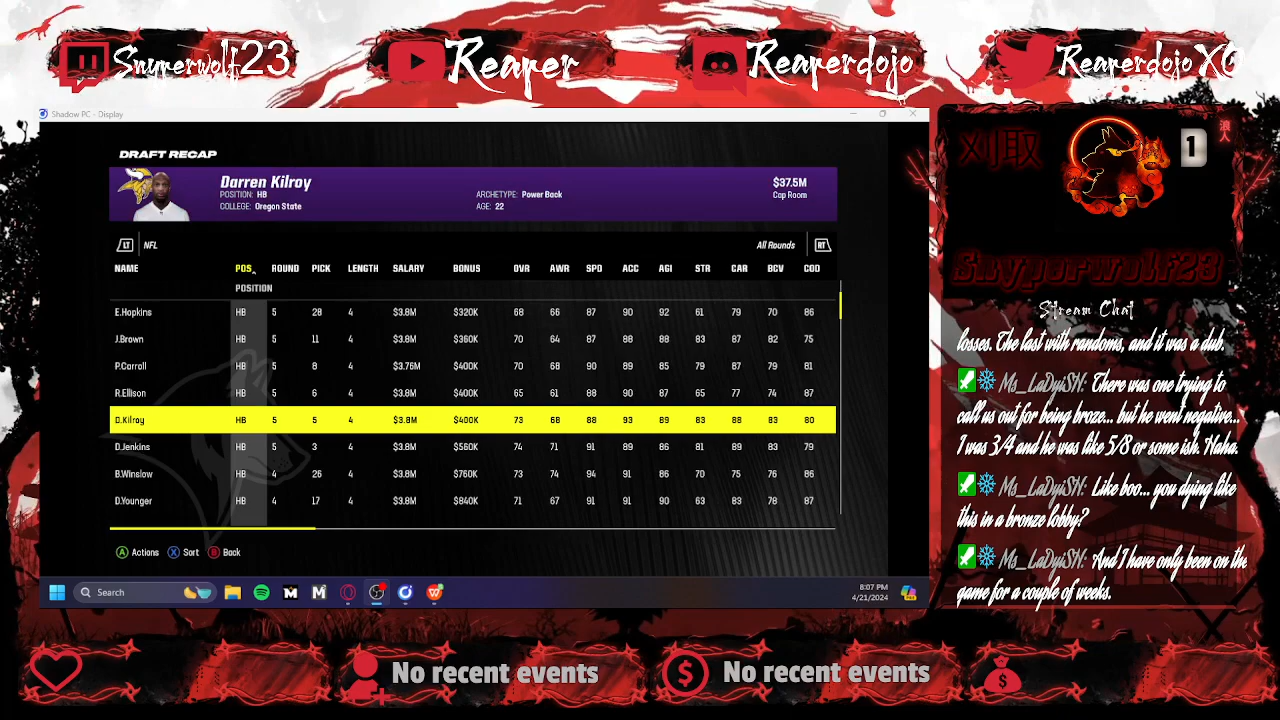 Snyperwolf23
Reaper
Reaperdojo
ReaperdojoXG
Shadow PC - Display
DRAFT RECAP
Darren Kilroy
POSITION: HB
COLLEGE: Oregon State
ARCHETYPE: Power Back
AGE: 22
$37.5M
Cap Room
LT NFL
All Rounds RT
NAME POS. ROUND PICK LENGTH SALARY BONUS OVR AWR SPD ACC AGI STR CAR BCV COD
POSITION
E.Hopkins HB 5 28 4 $3.8M $320K 68 66 87 90 92 61 79 70 86
J.Brown HB 5 11 4 $3.8M $360K 70 64 87 88 88 83 87 82 75
P.Carroll HB 5 8 4 $3.76M $400K 70 68 90 89 85 79 87 79 81
R.Ellison HB 5 6 4 $3.8M $400K 65 61 88 90 87 65 77 74 87
D.Kilroy HB 5 5 4 $3.8M $400K 73 68 88 93 89 83 88 83 80
D.Jenkins HB 5 3 4 $3.8M $560K 74 71 91 89 86 81 89 83 79
B.Winslow HB 4 26 4 $3.8M $760K 73 74 94 91 86 70 75 76 86
D.Younger HB 4 17 4 $3.8M $840K 71 67 91 91 90 63 83 78 87
A Actions X Sort B Back
Search
8:07 PM
4/21/2024
刈取
1
浪人
Snyperwolf23
Stream Chat
losses. The last with randoms, and it was a dub.
Ms_LaDyiSH: There was one trying to
call us out for being broze... but he went negative..
I was 3/4 and he was like 5/8 or some ish. Haha.
Ms_LaDyiSH: Like boo... you dying like
this in a bronze lobby?
Ms_LaDyiSH: And I have only been on the
game for a couple of weeks.
No recent events
No recent events